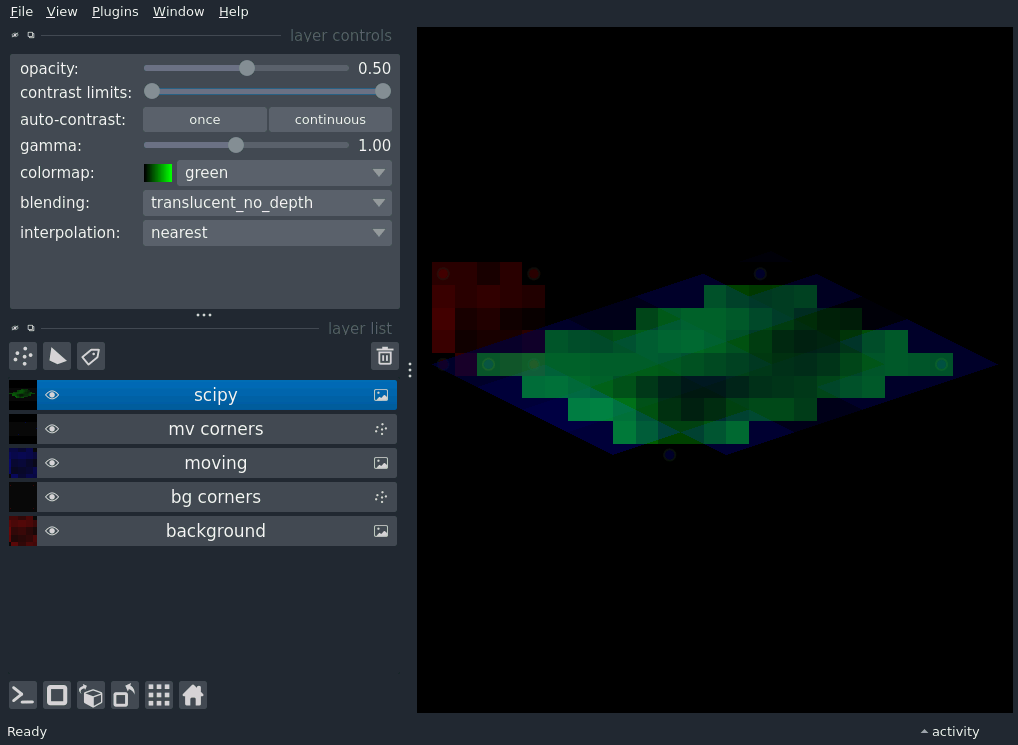 File View Plugins Window Help
layer controls
opacity: 0.50
contrast limits:
auto-contrast: once continuous
gamma: 1.00
colormap: green
blending: translucent_no_depth
interpolation: nearest
layer list
scipy
mv corners
moving
bg corners
background
Ready activity